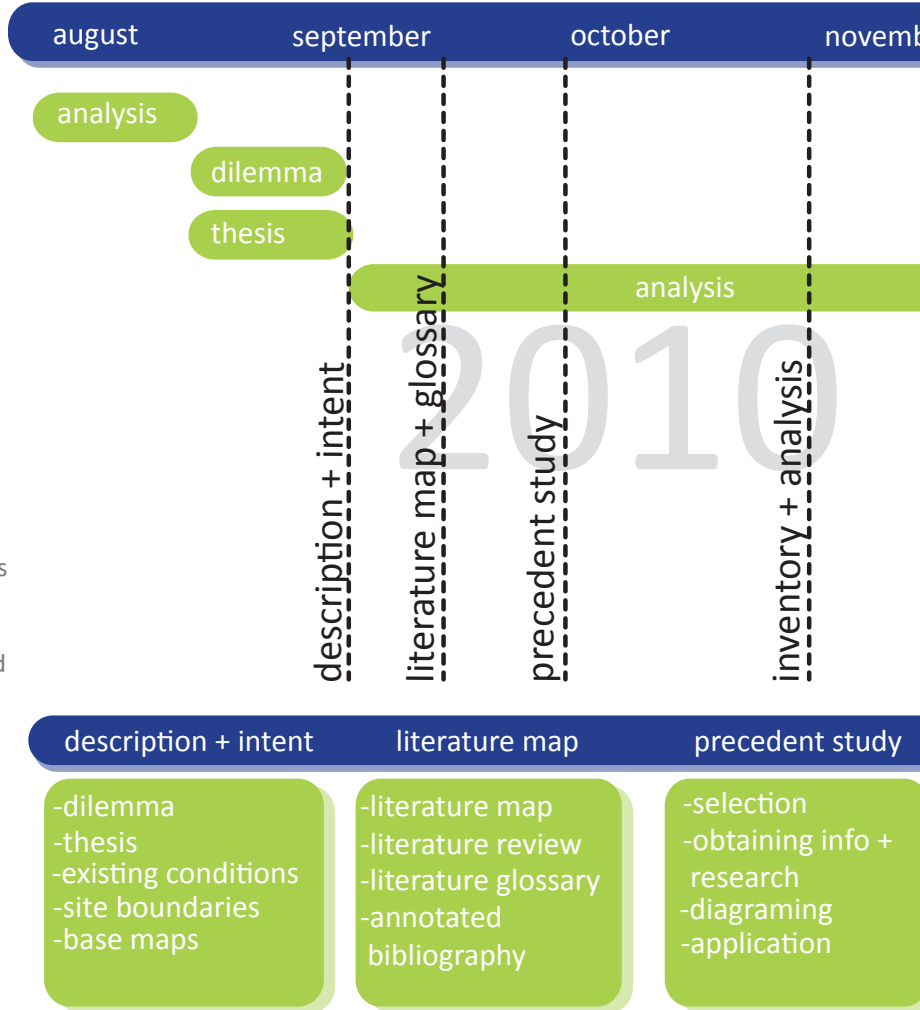 august september october novemb
analysis
dilemma
thesis
analysis
2010
description + intent
literature map + glossary
precedent study
inventory + analysis
s
d
description + intent literature map precedent study
-dilemma
-thesis
-existing conditions
-site boundaries
-base maps
-literature map
-literature review
-literature glossary
-annotated
bibliography
-selection
-obtaining info +
research
-diagraming
-application